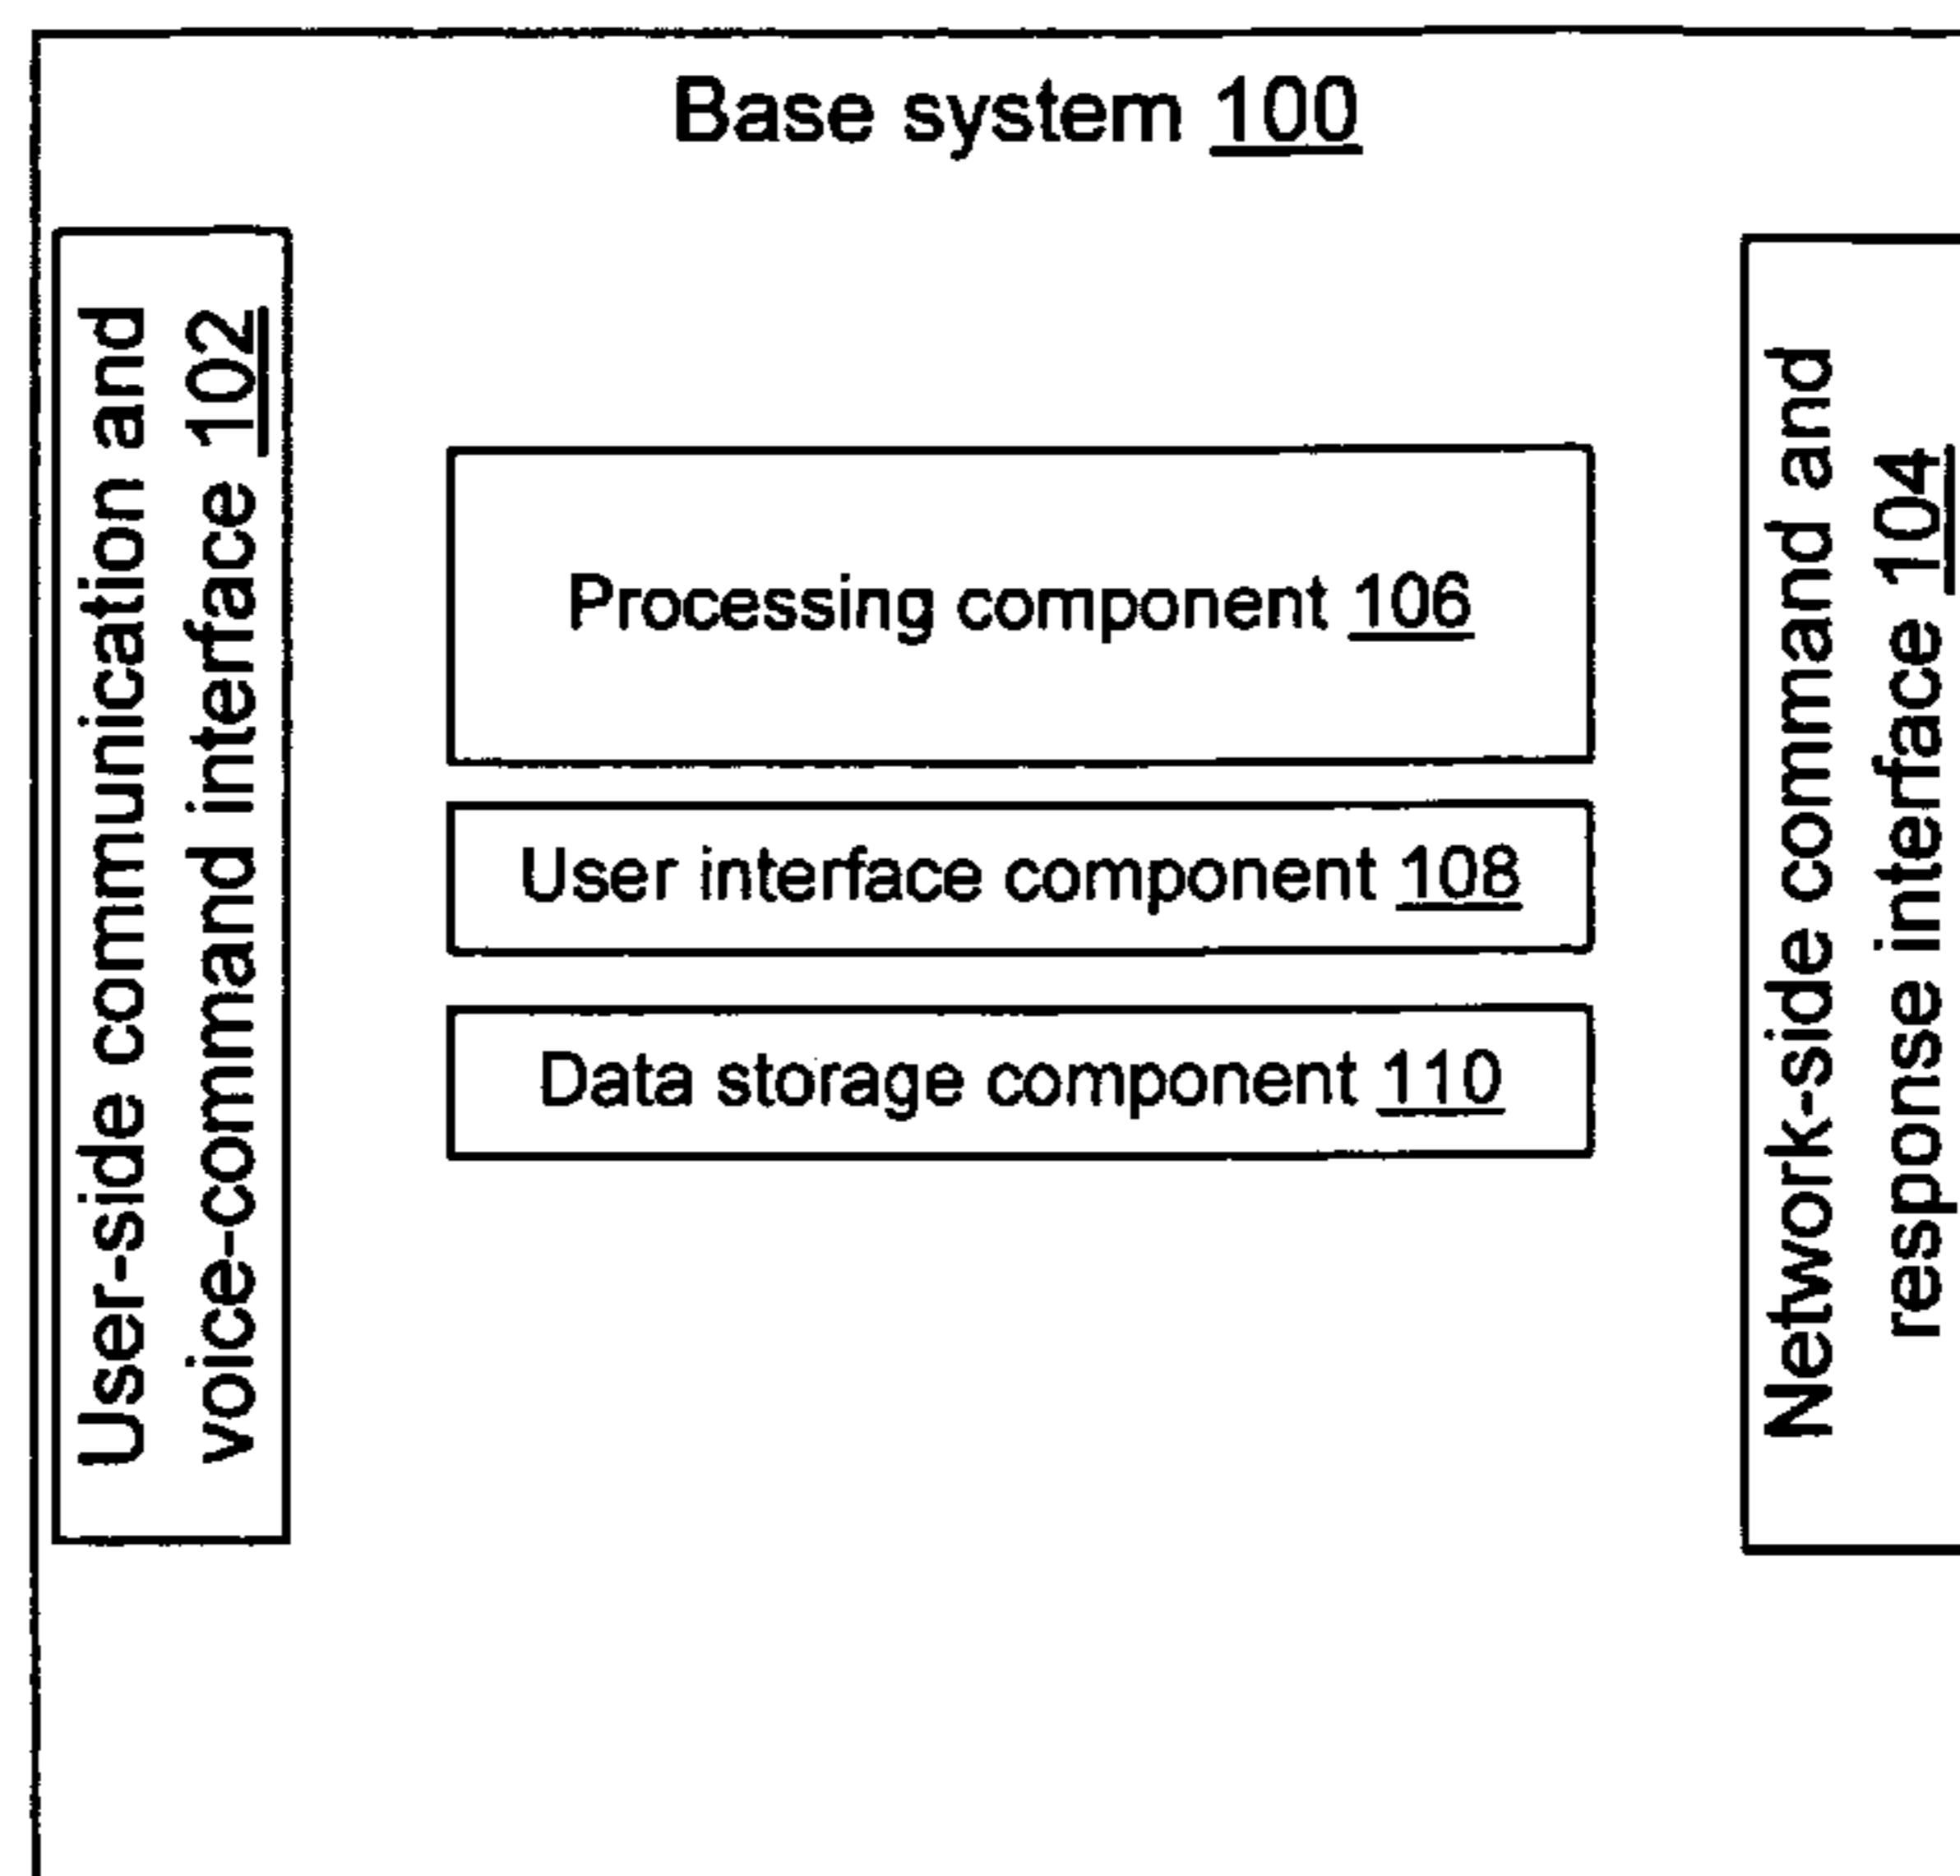 Base system 100
User-side communication and
voice-command interface 102
Processing component 106
User interface component 108
Data storage component 110
Network-side command and
response interface 104